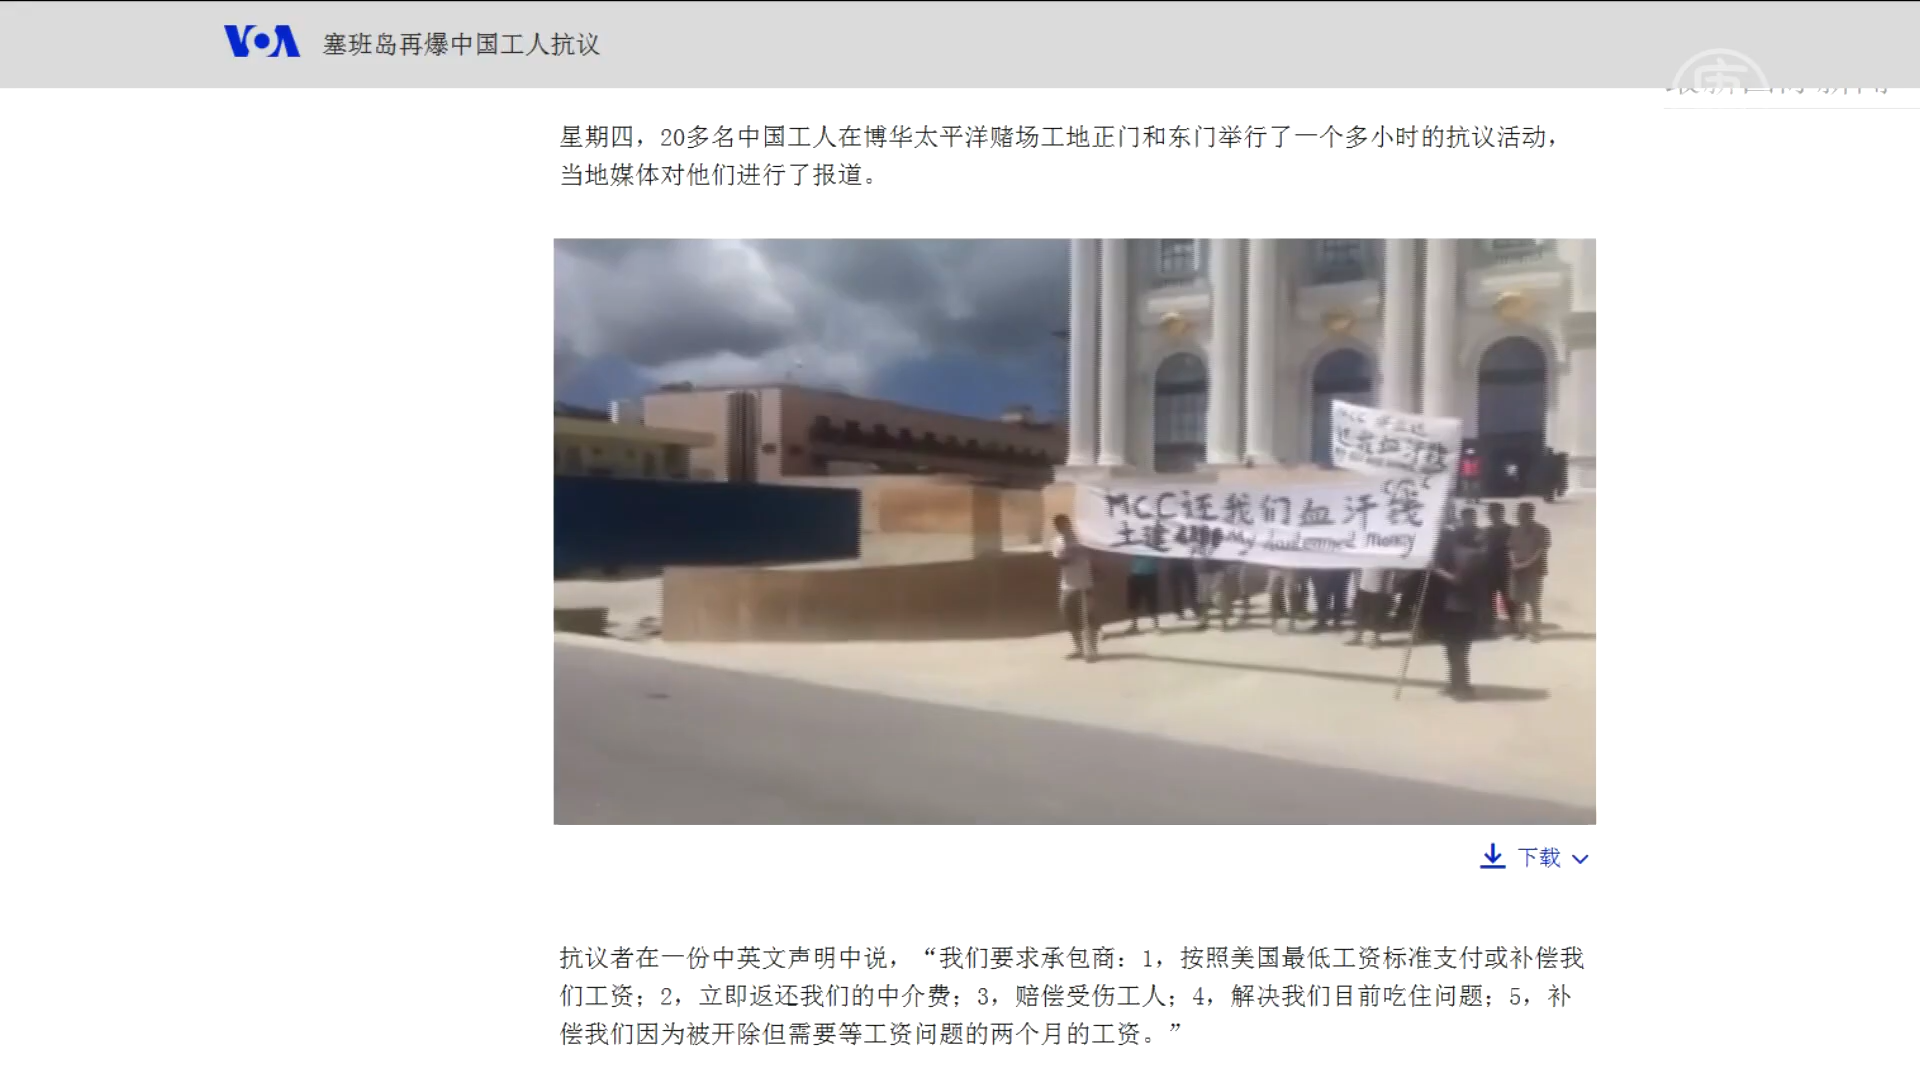 VOA 塞班岛再爆中国工人抗议
星期四，20多名中国工人在博华太平洋赌场工地正门和东门举行了一个多小时的抗议活动，
当地媒体对他们进行了报道。
还我血汗钱
MCC还我们血汗钱
土建 My money
下载
抗议者在一份中英文声明中说，“我们要求承包商：1，按照美国最低工资标准支付或补偿我
们工资；2，立即返还我们的中介费；3，赔偿受伤工人；4，解决我们目前吃住问题；5，补
偿我们因为被开除但需要等工资问题的两个月的工资。”